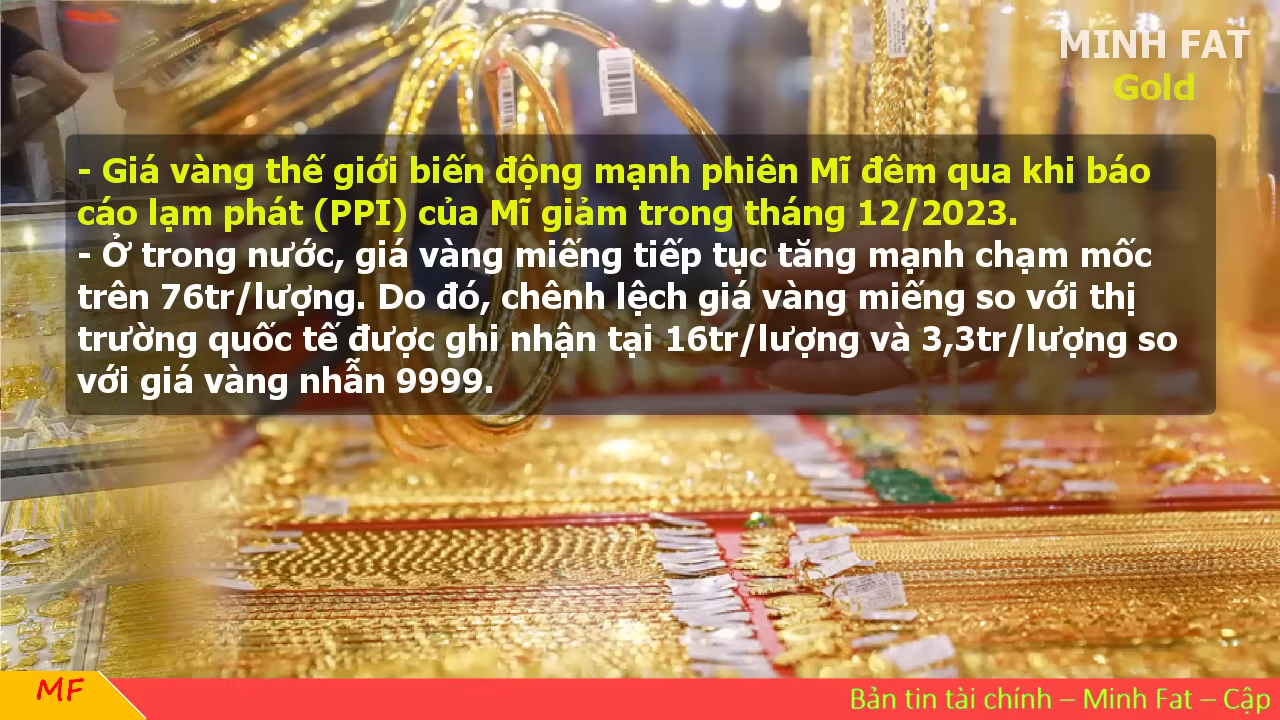 MINH FAT
Gold
- Giá vàng thế giới biến động mạnh phiên Mĩ đêm qua khi báo
cáo lạm phát (PPI) của Mĩ giảm trong tháng 12/2023.
- Ở trong nước, giá vàng miếng tiếp tục tăng mạnh chạm mốc
trên 76tr/lượng. Do đó, chênh lệch giá vàng miếng so với thị
trường quốc tế được ghi nhận tại 16tr/lượng và 3,3tr/lượng so
với giá vàng nhẫn 9999.
MF
Bản tin tài chính – Minh Fat – Cập